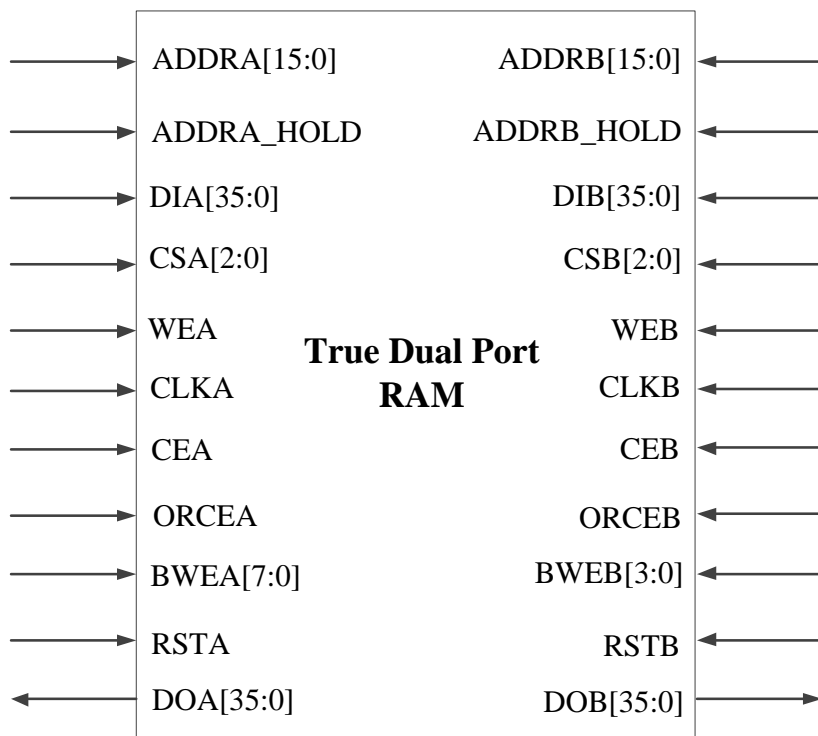 ADDRA[15:0] ADDRB[15:0]
ADDRA_HOLD ADDRB_HOLD
DIA[35:0] DIB[35:0]
CSA[2:0] CSB[2:0]
WEA WEB
True Dual Port
CLKA RAM CLKB
CEA CEB
ORCEA ORCEB
BWEA[7:0] BWEB[3:0]
RSTA RSTB
DOA[35:0] DOB[35:0]